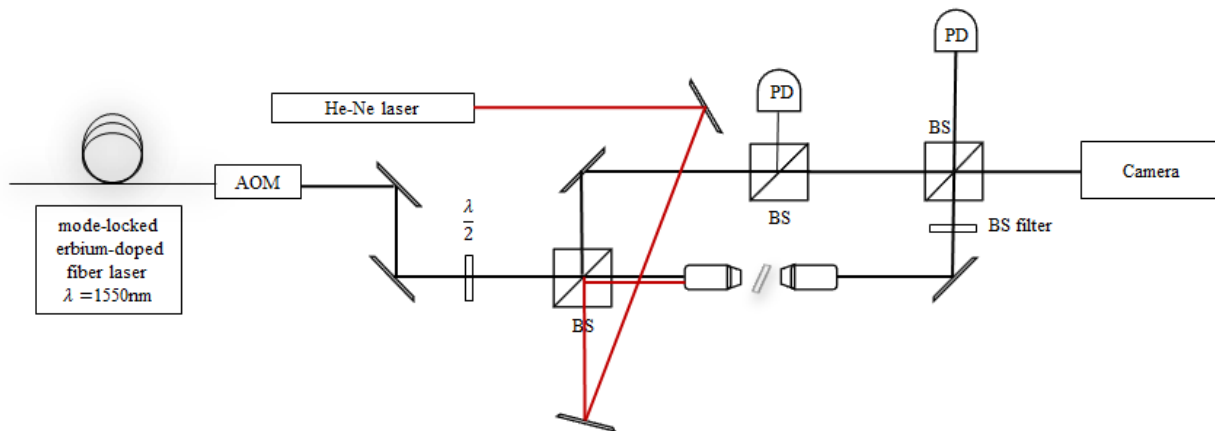 PD
PD
He-Ne laser
BS
AOM
Camera
λ
2
BS
mode-locked
erbium-doped
fiber laser
λ =1550nm
BS filter
BS